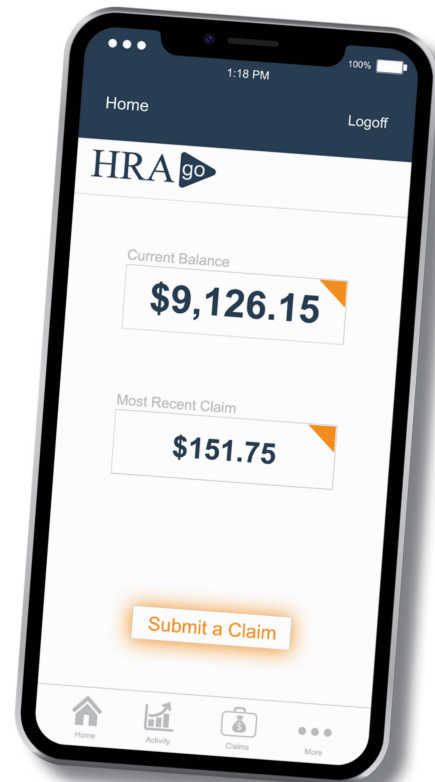 1:18 PM
100%
Home
Logoff
HRA go
Current Balance
$9,126.15
Most Recent Claim
$151.75
Submit a Claim
Home
Activity
Claims
More